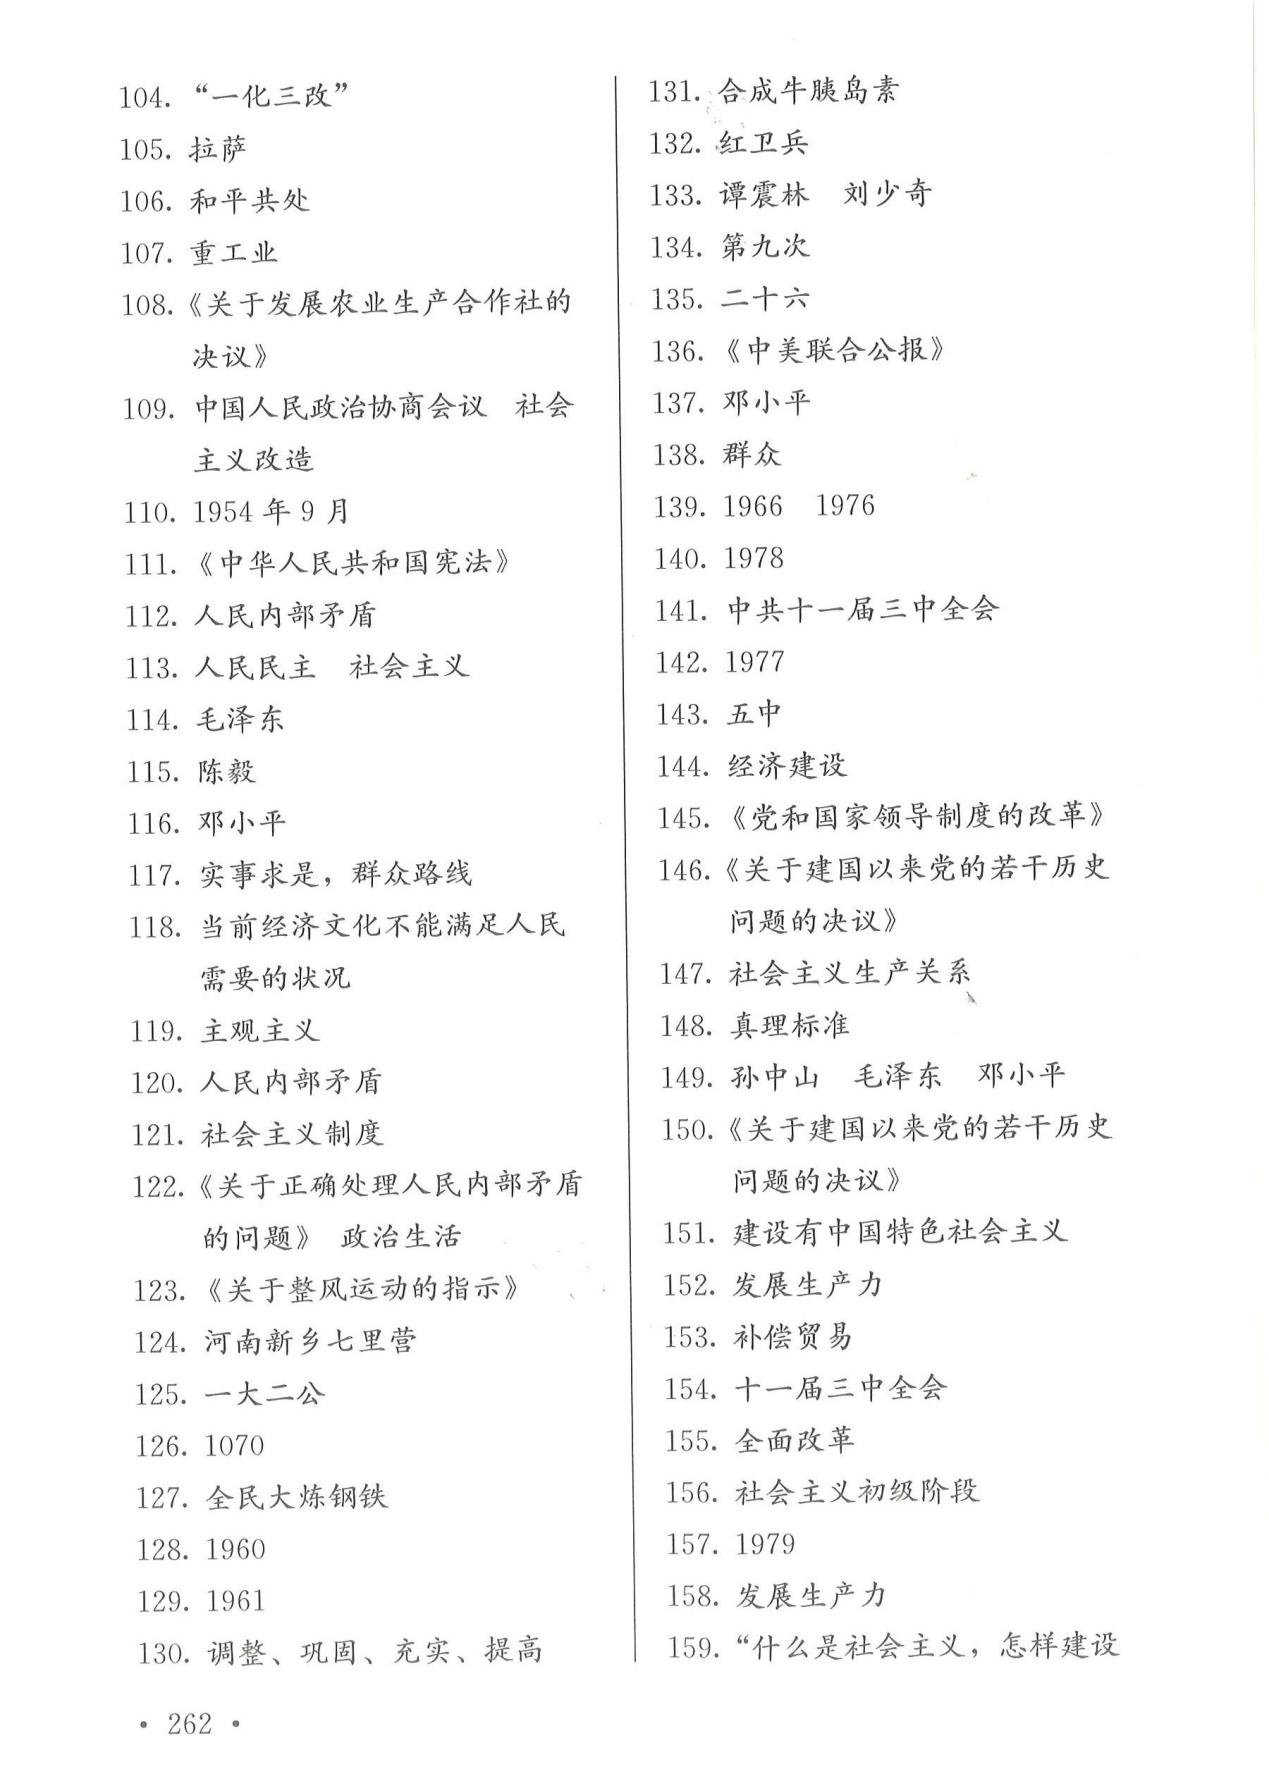 104. “一化三改”
105. 拉萨
106. 和平共处
107. 重工业
108.《关于发展农业生产合作社的
决议》
109. 中国人民政治协商会议 社会
主义改造
110. 1954 年 9 月
111.《中华人民共和国宪法》
112. 人民内部矛盾
113. 人民民主 社会主义
114. 毛泽东
115. 陈毅
116. 邓小平
117. 实事求是，群众路线
118. 当前经济文化不能满足人民
需要的状况
119. 主观主义
120. 人民内部矛盾
121. 社会主义制度
122.《关于正确处理人民内部矛盾
的问题》 政治生活
123.《关于整风运动的指示》
124. 河南新乡七里营
125. 一大二公
126. 1070
127. 全民大炼钢铁
128. 1960
129. 1961
130. 调整、巩固、充实、提高
131. 合成牛胰岛素
132. 红卫兵
133. 谭震林 刘少奇
134. 第九次
135. 二十六
136.《中美联合公报》
137. 邓小平
138. 群众
139. 1966 1976
140. 1978
141. 中共十一届三中全会
142. 1977
143. 五中
144. 经济建设
145.《党和国家领导制度的改革》
146.《关于建国以来党的若干历史
问题的决议》
147. 社会主义生产关系
148. 真理标准
149. 孙中山 毛泽东 邓小平
150.《关于建国以来党的若干历史
问题的决议》
151. 建设有中国特色社会主义
152. 发展生产力
153. 补偿贸易
154. 十一届三中全会
155. 全面改革
156. 社会主义初级阶段
157. 1979
158. 发展生产力
159. “什么是社会主义，怎样建设
• 262 •